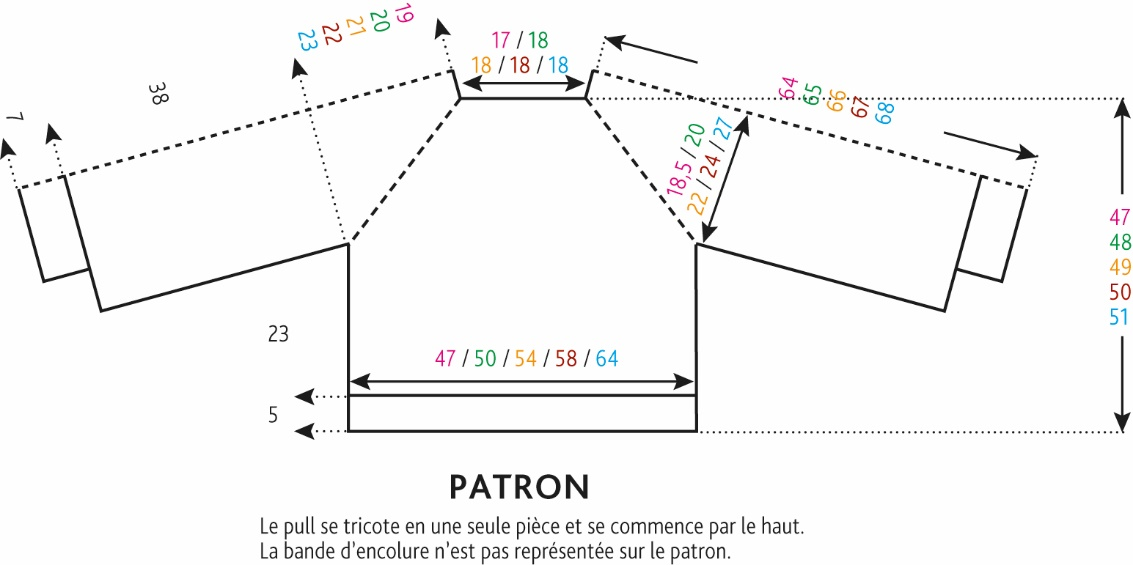 19
20
21
22
23
17 / 18
18 / 18 / 18
38
7
64
65
66
67
68
18,5 / 20
22 / 24 / 27
47
48
49
50
51
23
47 / 50 / 54 / 58 / 64
5
PATRON
Le pull se tricote en une seule pièce et se commence par le haut.
La bande d’encolure n’est pas représentée sur le patron.